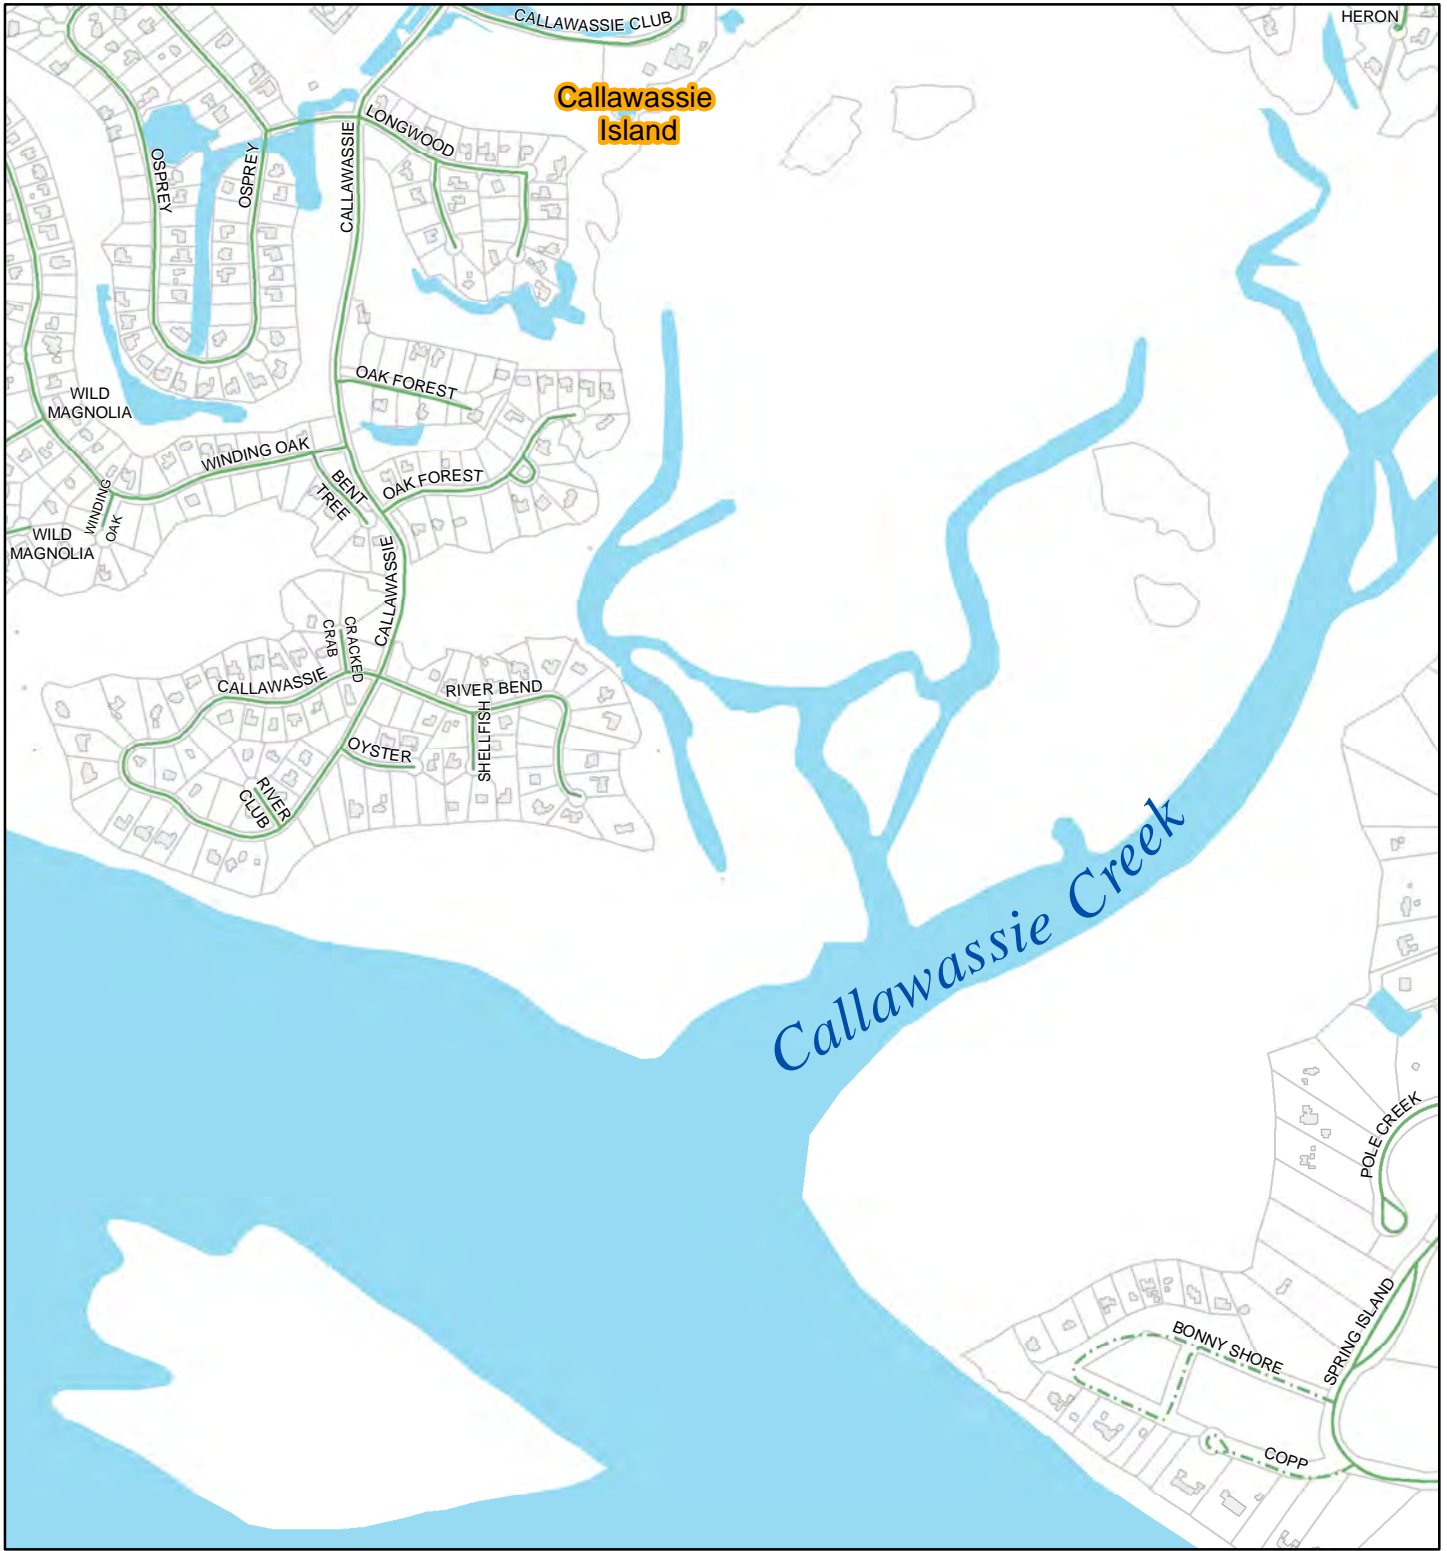 CALLAWASSIE CLUB
HERON
Callawassie
Island
LONGWOOD
CALLAWASSIE
OSPREY
OSPREY
OAK FOREST
WILD
MAGNOLIA
WINDING OAK
BENT
TREE
OAK FOREST
WINDING
OAK
WILD
MAGNOLIA
CALLAWASSIE
CRACKED
CRAB
CALLAWASSIE
RIVER BEND
SHELLFISH
OYSTER
RIVER
CLUB
Callawassie Creek
POLE CREEK
SPRING ISLAND
BONNY SHORE
COPP